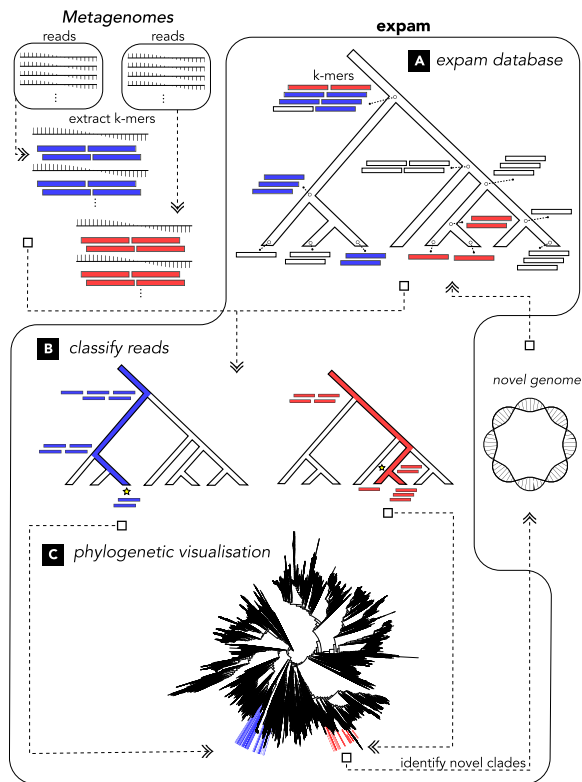 Metagenomes
expam
reads
reads
A expam database
k-mers
extract k-mers
B classify reads
novel genome
C phylogenetic visualisation
identify novel clades